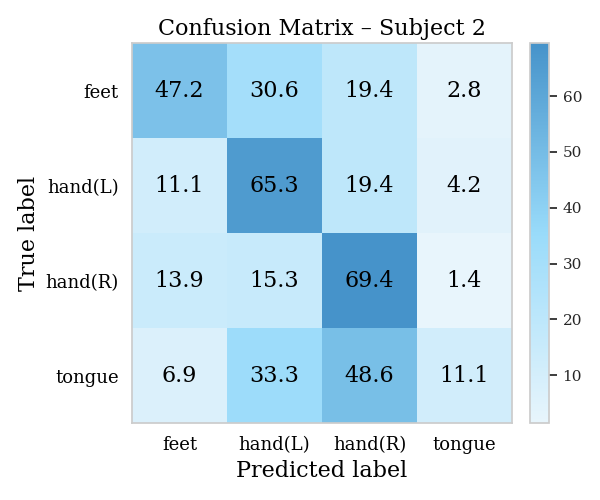 Confusion Matrix – Subject 2
True label
feet 47.2 30.6 19.4 2.8
hand(L) 11.1 65.3 19.4 4.2
hand(R) 13.9 15.3 69.4 1.4
tongue 6.9 33.3 48.6 11.1
feet hand(L) hand(R) tongue
Predicted label
60
50
40
30
20
10